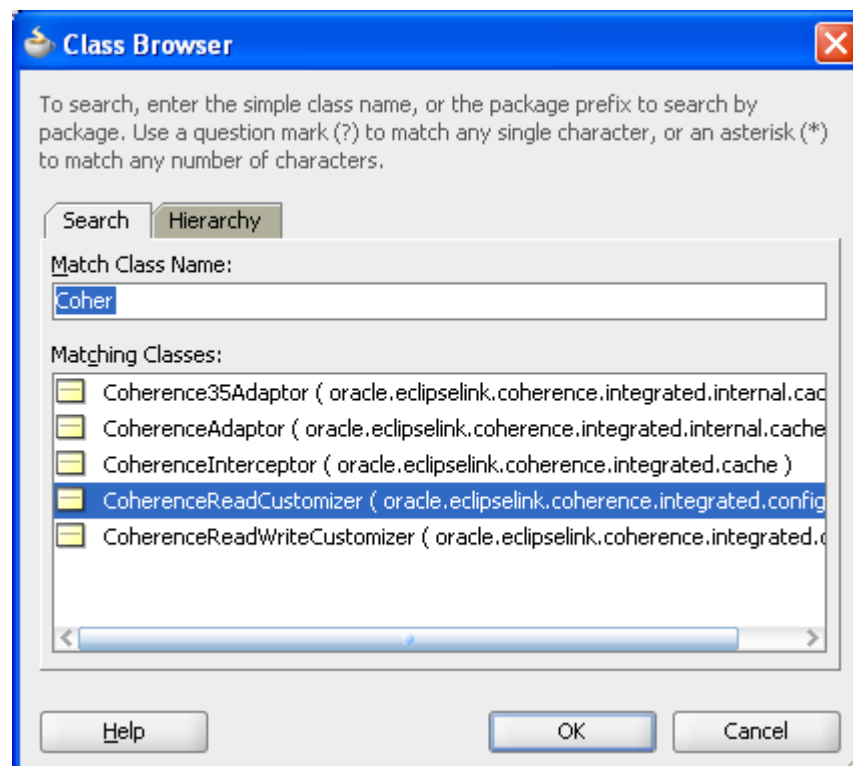 Class Browser
To search, enter the simple class name, or the package prefix to search by
package. Use a question mark (?) to match any single character, or an asterisk (*)
to match any number of characters.
Search Hierarchy
Match Class Name:
Coher
Matching Classes:
Coherence35Adaptor ( oracle.eclipselink.coherence.integrated.internal.cac
CoherenceAdaptor ( oracle.eclipselink.coherence.integrated.internal.cache
CoherenceInterceptor ( oracle.eclipselink.coherence.integrated.cache )
CoherenceReadCustomizer ( oracle.eclipselink.coherence.integrated.config
CoherenceReadWriteCustomizer ( oracle.eclipselink.coherence.integrated.c
Help OK Cancel